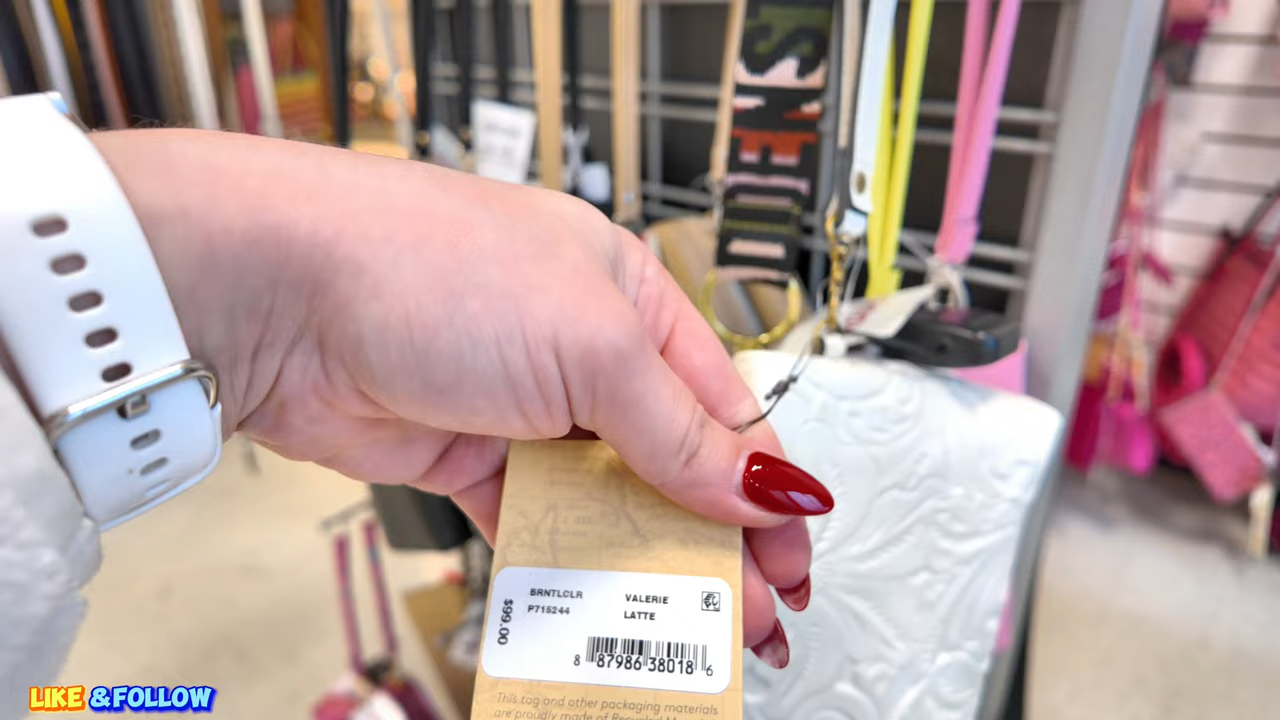 BRNTLCLR VALERIE
P715244 LATTE
$99.00
8 87986 38018 6
This tag and other packaging materials
are proudly made of Recycled
LIKE &FOLLOW